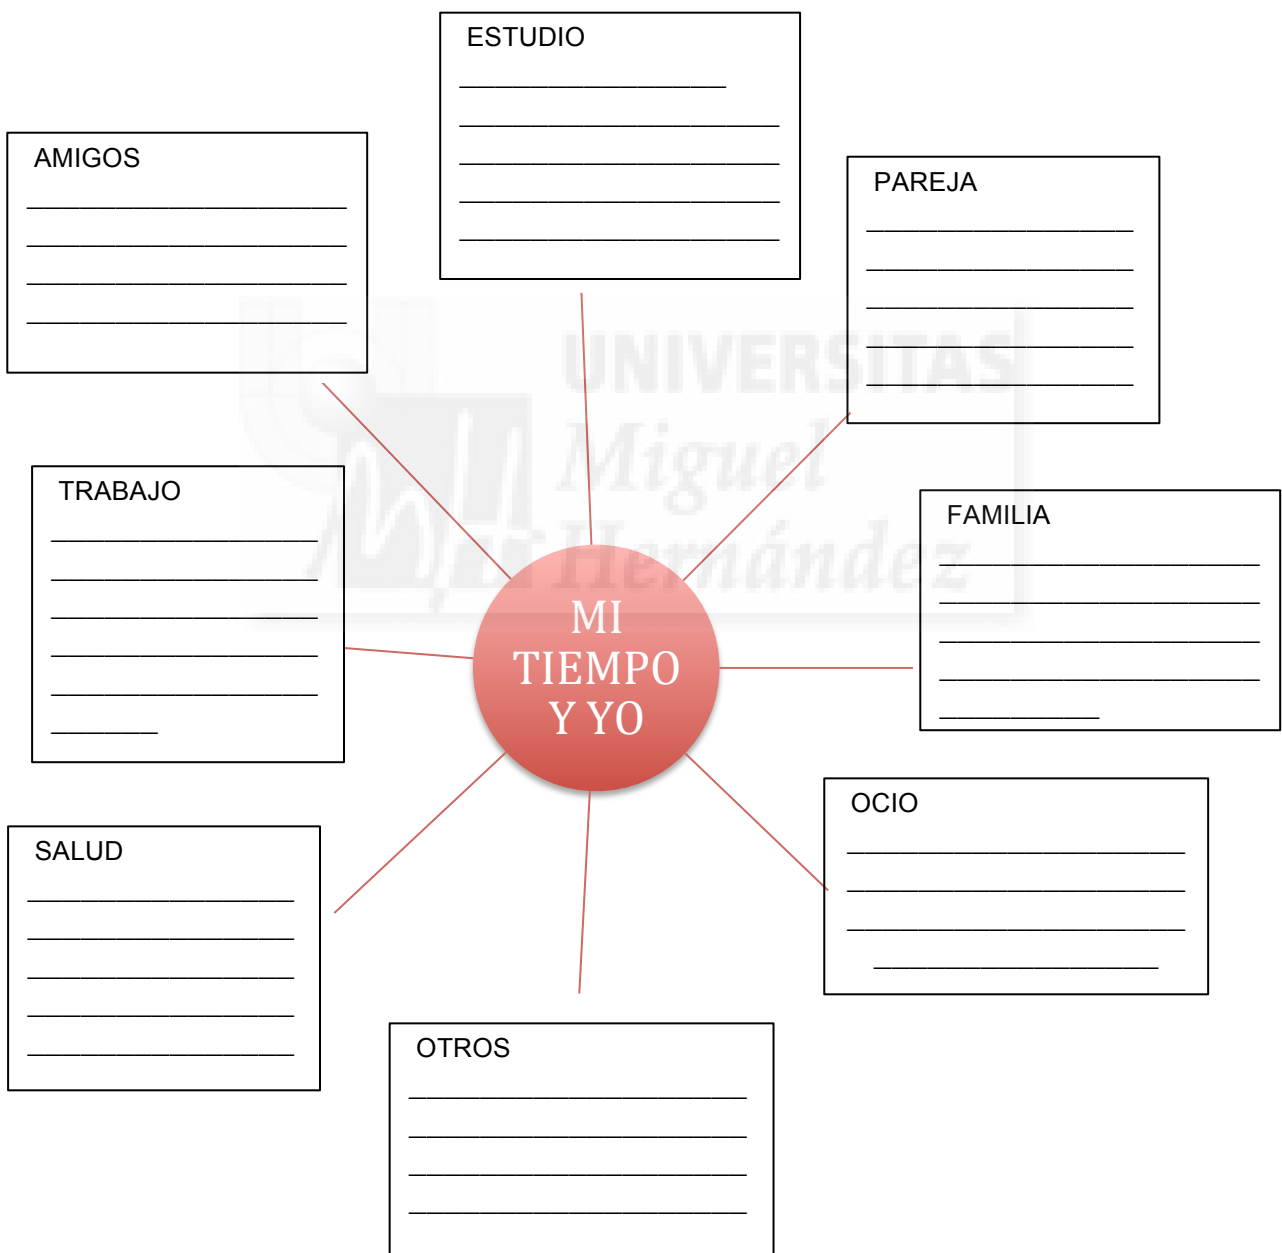 ESTUDIO
AMIGOS
PAREJA
UNIVERSITAS
Miguel
Hernández
TRABAJO
FAMILIA
MI
TIEMPO
Y YO
OCIO
SALUD
OTROS